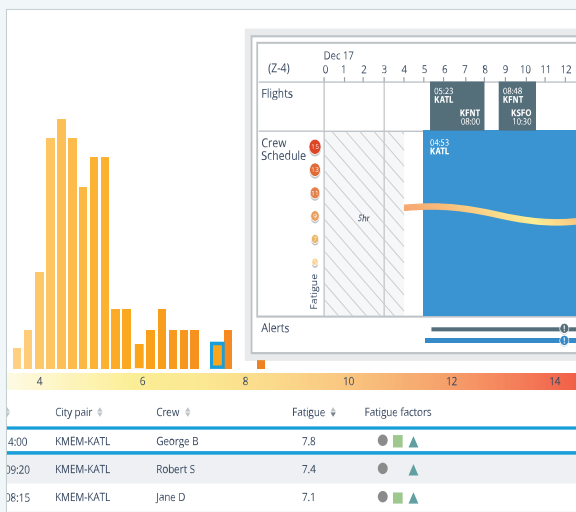 Dec 17
(Z-4) 0 1 2 3 4 5 6 7 8 9 10 11 12
Flights
05:23
KATL
KFNT
08:00
08:48
KFNT
KSFO
10:30
Crew
Schedule
15
13
11
9
7
5hr
04:53
KATL
Fatigue
Alerts
4 6 8 10 12 14
City pair Crew Fatigue Fatigue factors
4:00 KMEM-KATL George B 7.8
09:20 KMEM-KATL Robert S 7.4
08:15 KMEM-KATL Jane D 7.1